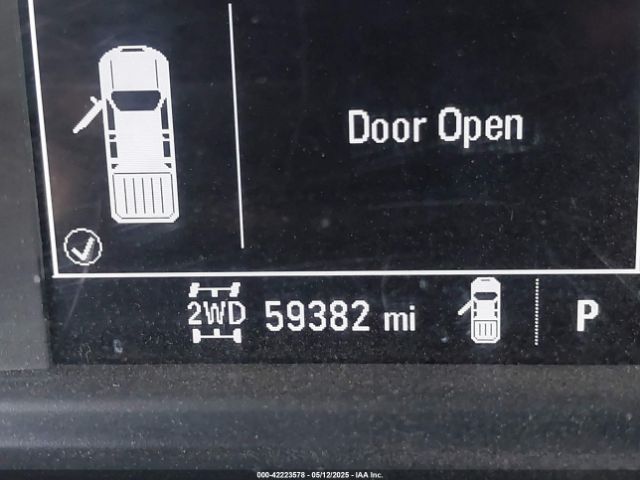 Door Open
2WD 59382 mi P
000-42223578 - 05/12/2025 - IAA Inc.